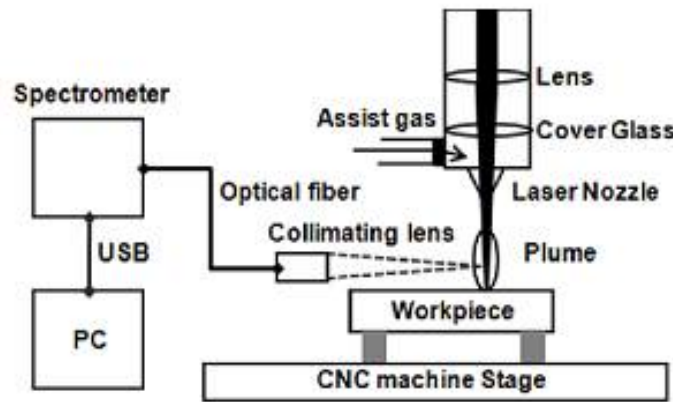 Spectrometer
Lens
Assist gas
Cover Glass
Optical fiber
Laser Nozzle
Collimating lens
USB
Plume
PC
Workpiece
CNC machine Stage